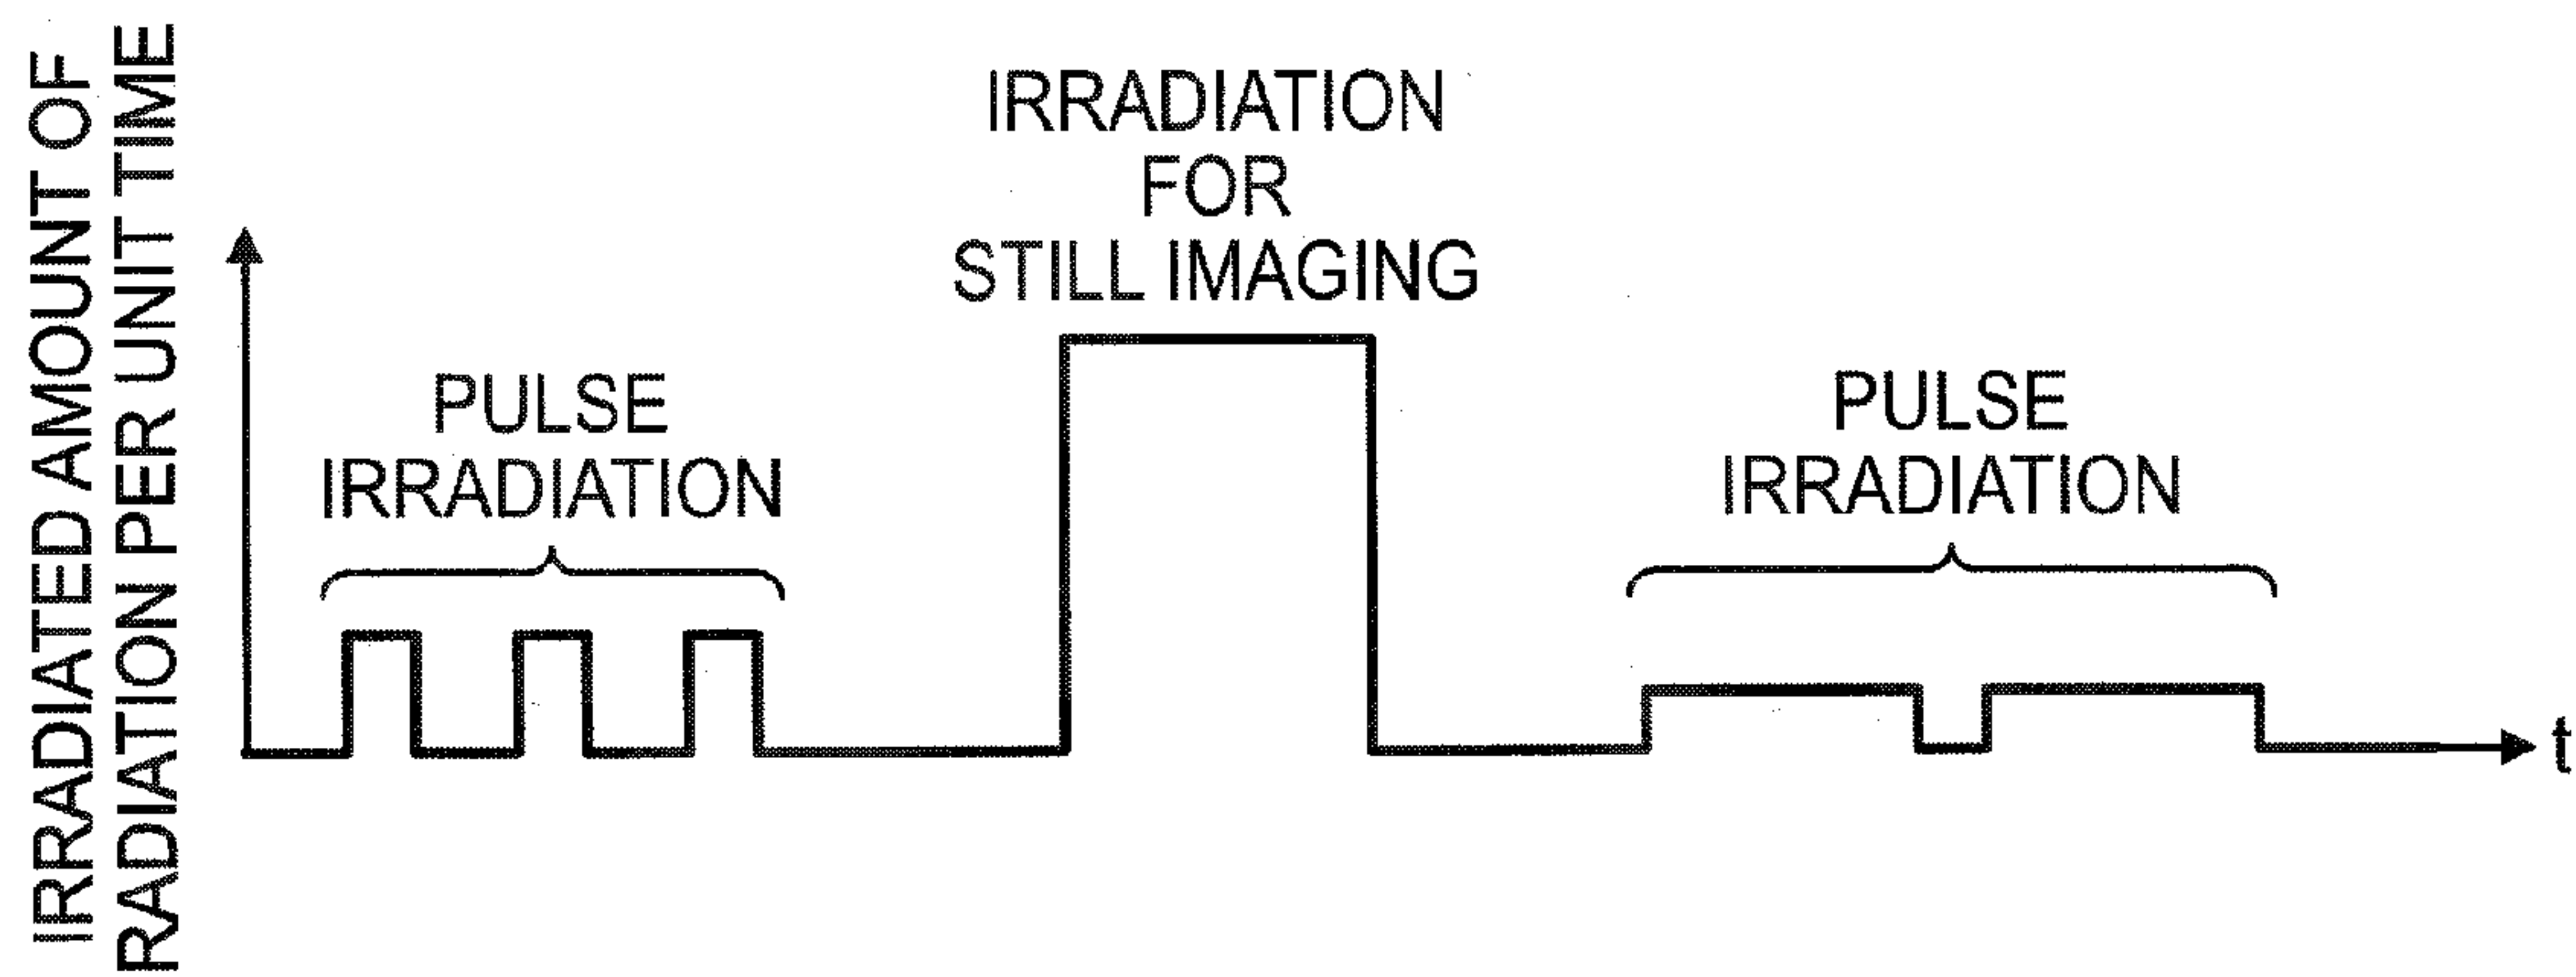 IRRADIATED AMOUNT OF
RADIATION PER UNIT TIME
IRRADIATION
FOR
STILL IMAGING
PULSE
IRRADIATION
PULSE
IRRADIATION
t